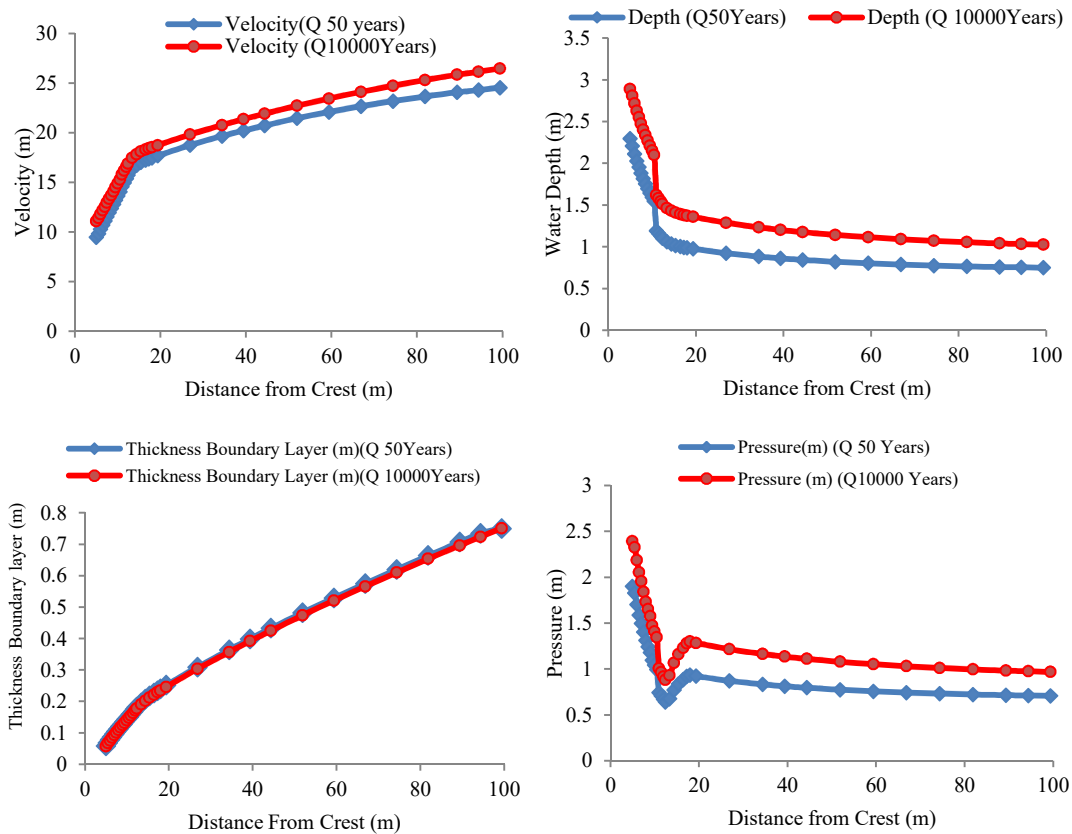 Velocity(Q 50 years)
Velocity (Q10000Years)
30
25
20
15
10
5
0
0 20 40 60 80 100
Velocity (m)
Distance from Crest (m)
Depth (Q50Years)
Depth (Q 10000Years)
3.5
3
2.5
2
1.5
1
0.5
0
0 20 40 60 80 100
Water Depth (m)
Distance from Crest (m)
Thickness Boundary Layer (m)(Q 50Years)
Thickness Boundary Layer (m)(Q 10000Years)
0.8
0.7
0.6
0.5
0.4
0.3
0.2
0.1
0
0 20 40 60 80 100
Thickness Boundary layer (m)
Distance From Crest (m)
Pressure(m) (Q 50 Years)
Pressure (m) (Q10000 Years)
3
2.5
2
1.5
1
0.5
0
0 20 40 60 80 100
Pressure (m)
Distance from Crest (m)